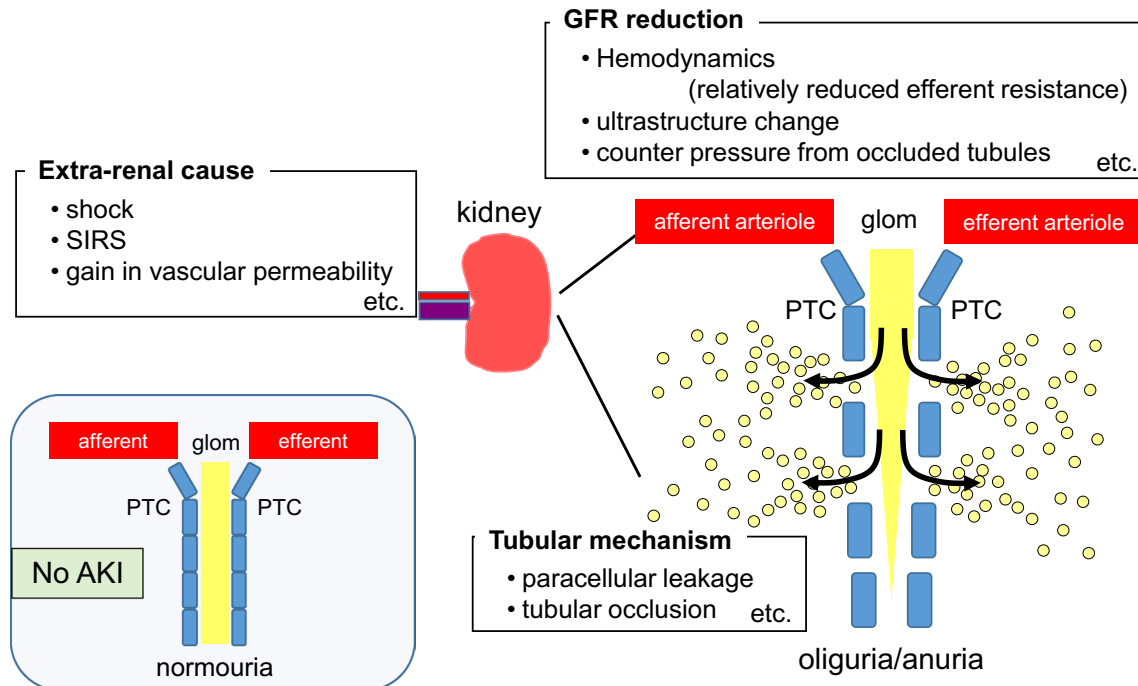 GFR reduction
• Hemodynamics
(relatively reduced efferent resistance)
• ultrastructure change
• counter pressure from occluded tubules
etc.
Extra-renal cause
• shock
• SIRS
• gain in vascular permeability
etc.
kidney
afferent arteriole
glom
efferent arteriole
PTC
PTC
afferent
glom
efferent
PTC
PTC
No AKI
normouria
Tubular mechanism
• paracellular leakage
• tubular occlusion
etc.
oliguria/anuria